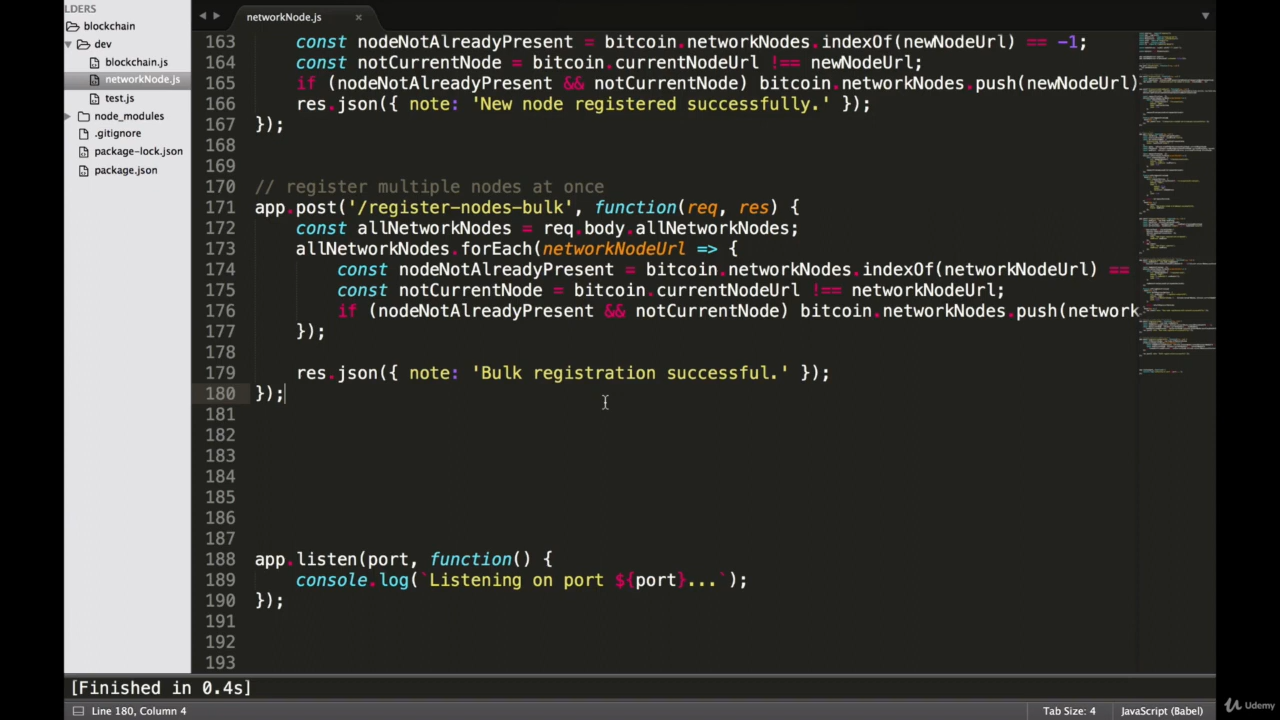 LDERS
blockchain
dev
blockchain.js
networkNode.js
test.js
node_modules
.gitignore
package-lock.json
package.json
networkNode.js ×
163 const nodeNotAlreadyPresent = bitcoin.networkNodes.indexOf(newNodeUrl) == -1;
164 const notCurrentNode = bitcoin.currentNodeUrl !== newNodeUrl;
165 if (nodeNotAlreadyPresent && notCurrentNode) bitcoin.networkNodes.push(newNodeUrl)
166 res.json({ note: 'New node registered successfully.' });
167 });
168
169
170 // register multiple nodes at once
171 app.post('/register-nodes-bulk', function(req, res) {
172 const allNetworkNodes = req.body.allNetworkNodes;
173 allNetworkNodes.forEach(networkNodeUrl => {
174 const nodeNotAlreadyPresent = bitcoin.networkNodes.indexOf(networkNodeUrl) ==
175 const notCurrentNode = bitcoin.currentNodeUrl !== networkNodeUrl;
176 if (nodeNotAlreadyPresent && notCurrentNode) bitcoin.networkNodes.push(network
177 });
178
179 res.json({ note: 'Bulk registration successful.' });
180 });
181
182
183
184
185
186
187
188 app.listen(port, function() {
189 console.log(`Listening on port ${port}...`);
190 });
191
192
193
[Finished in 0.4s]
Line 180, Column 4
Tab Size: 4
JavaScript (Babel)
Udemy